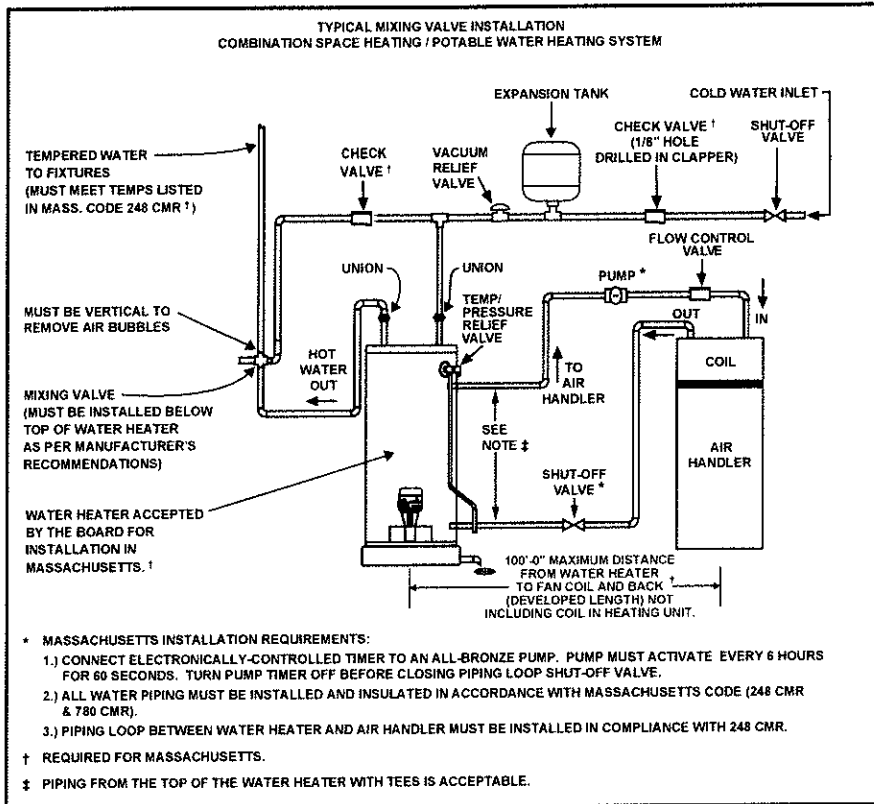 TYPICAL MIXING VALVE INSTALLATION
COMBINATION SPACE HEATING / POTABLE WATER HEATING SYSTEM
EXPANSION TANK
COLD WATER INLET
TEMPERED WATER
TO FIXTURES
(MUST MEET TEMPS LISTED
IN MASS. CODE 248 CMR †)
CHECK
VALVE †
VACUUM
RELIEF
VALVE
CHECK VALVE †
(1/8" HOLE
DRILLED IN CLAPPER)
SHUT-OFF
VALVE
FLOW CONTROL
VALVE
UNION
UNION
PUMP *
TEMP/
PRESSURE
RELIEF
VALVE
OUT
IN
MUST BE VERTICAL TO
REMOVE AIR BUBBLES
HOT
WATER
OUT
TO
AIR
HANDLER
COIL
MIXING VALVE
(MUST BE INSTALLED BELOW
TOP OF WATER HEATER
AS PER MANUFACTURER'S
RECOMMENDATIONS)
SEE
NOTE ‡
AIR
HANDLER
SHUT-OFF
VALVE *
WATER HEATER ACCEPTED
BY THE BOARD FOR
INSTALLATION IN
MASSACHUSETTS. †
100'-0" MAXIMUM DISTANCE
FROM WATER HEATER
TO FAN COIL AND BACK †
(DEVELOPED LENGTH) NOT
INCLUDING COIL IN HEATING UNIT.
* MASSACHUSETTS INSTALLATION REQUIREMENTS:
1.) CONNECT ELECTRONICALLY-CONTROLLED TIMER TO AN ALL-BRONZE PUMP. PUMP MUST ACTIVATE EVERY 6 HOURS
FOR 60 SECONDS. TURN PUMP TIMER OFF BEFORE CLOSING PIPING LOOP SHUT-OFF VALVE.
2.) ALL WATER PIPING MUST BE INSTALLED AND INSULATED IN ACCORDANCE WITH MASSACHUSETTS CODE (248 CMR
& 780 CMR).
3.) PIPING LOOP BETWEEN WATER HEATER AND AIR HANDLER MUST BE INSTALLED IN COMPLIANCE WITH 248 CMR.
† REQUIRED FOR MASSACHUSETTS.
‡ PIPING FROM THE TOP OF THE WATER HEATER WITH TEES IS ACCEPTABLE.